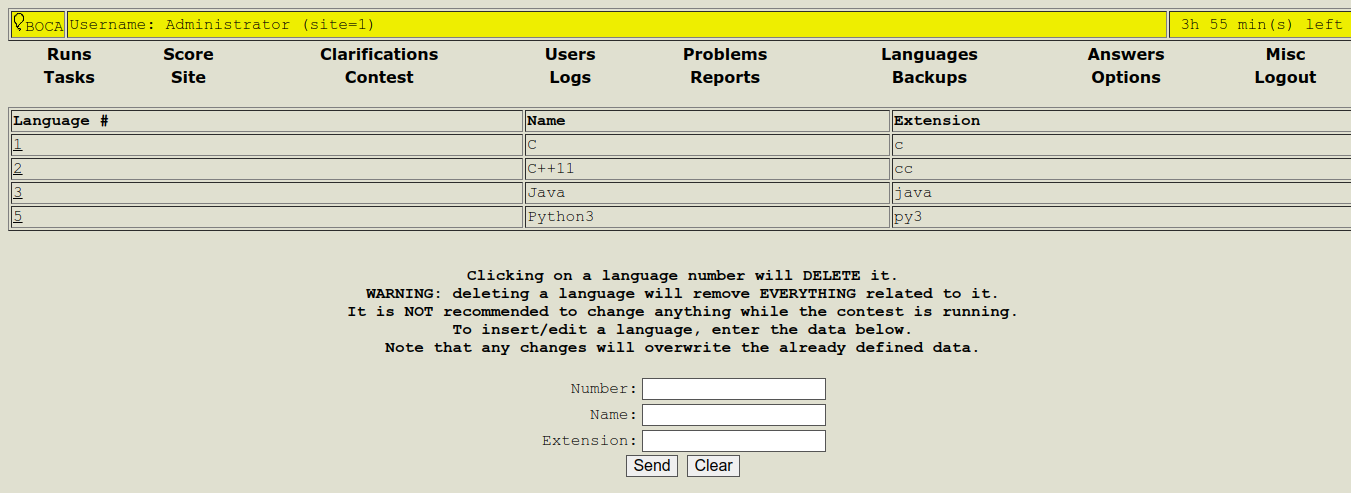 BOCA Username: Administrator (site=1) 3h 55 min(s) left
Runs Score Clarifications Users Problems Languages Answers Misc
Tasks Site Contest Logs Reports Backups Options Logout
Language # Name Extension
1 C c
2 C++11 cc
3 Java java
5 Python3 py3
Clicking on a language number will DELETE it.
WARNING: deleting a language will remove EVERYTHING related to it.
It is NOT recommended to change anything while the contest is running.
To insert/edit a language, enter the data below.
Note that any changes will overwrite the already defined data.
Number:
Name:
Extension:
Send Clear